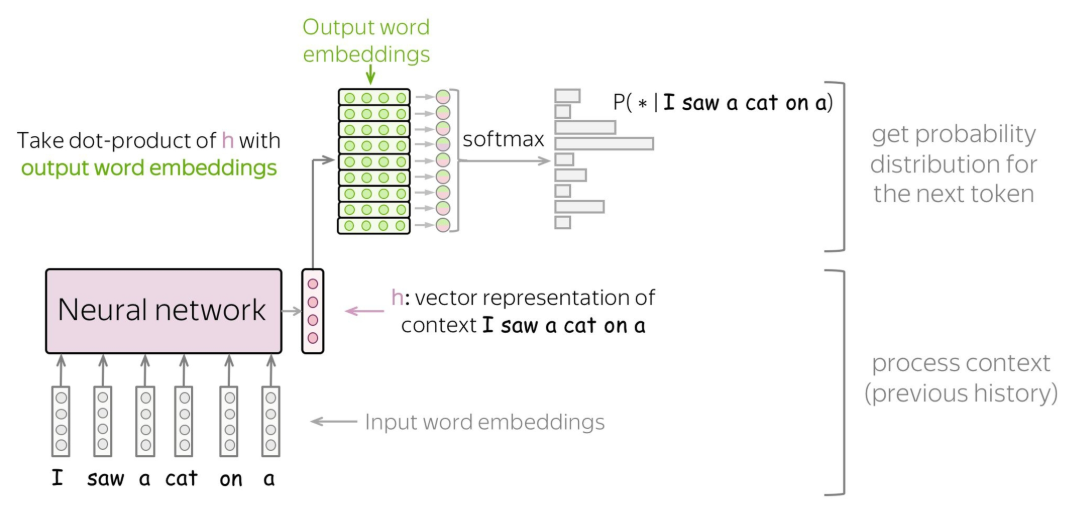 Output word
embeddings
Take dot-product of h with
output word embeddings
softmax
P( * | I saw a cat on a)
get probability
distribution for
the next token
Neural network
h: vector representation of
context I saw a cat on a
process context
(previous history)
Input word embeddings
I saw a cat on a